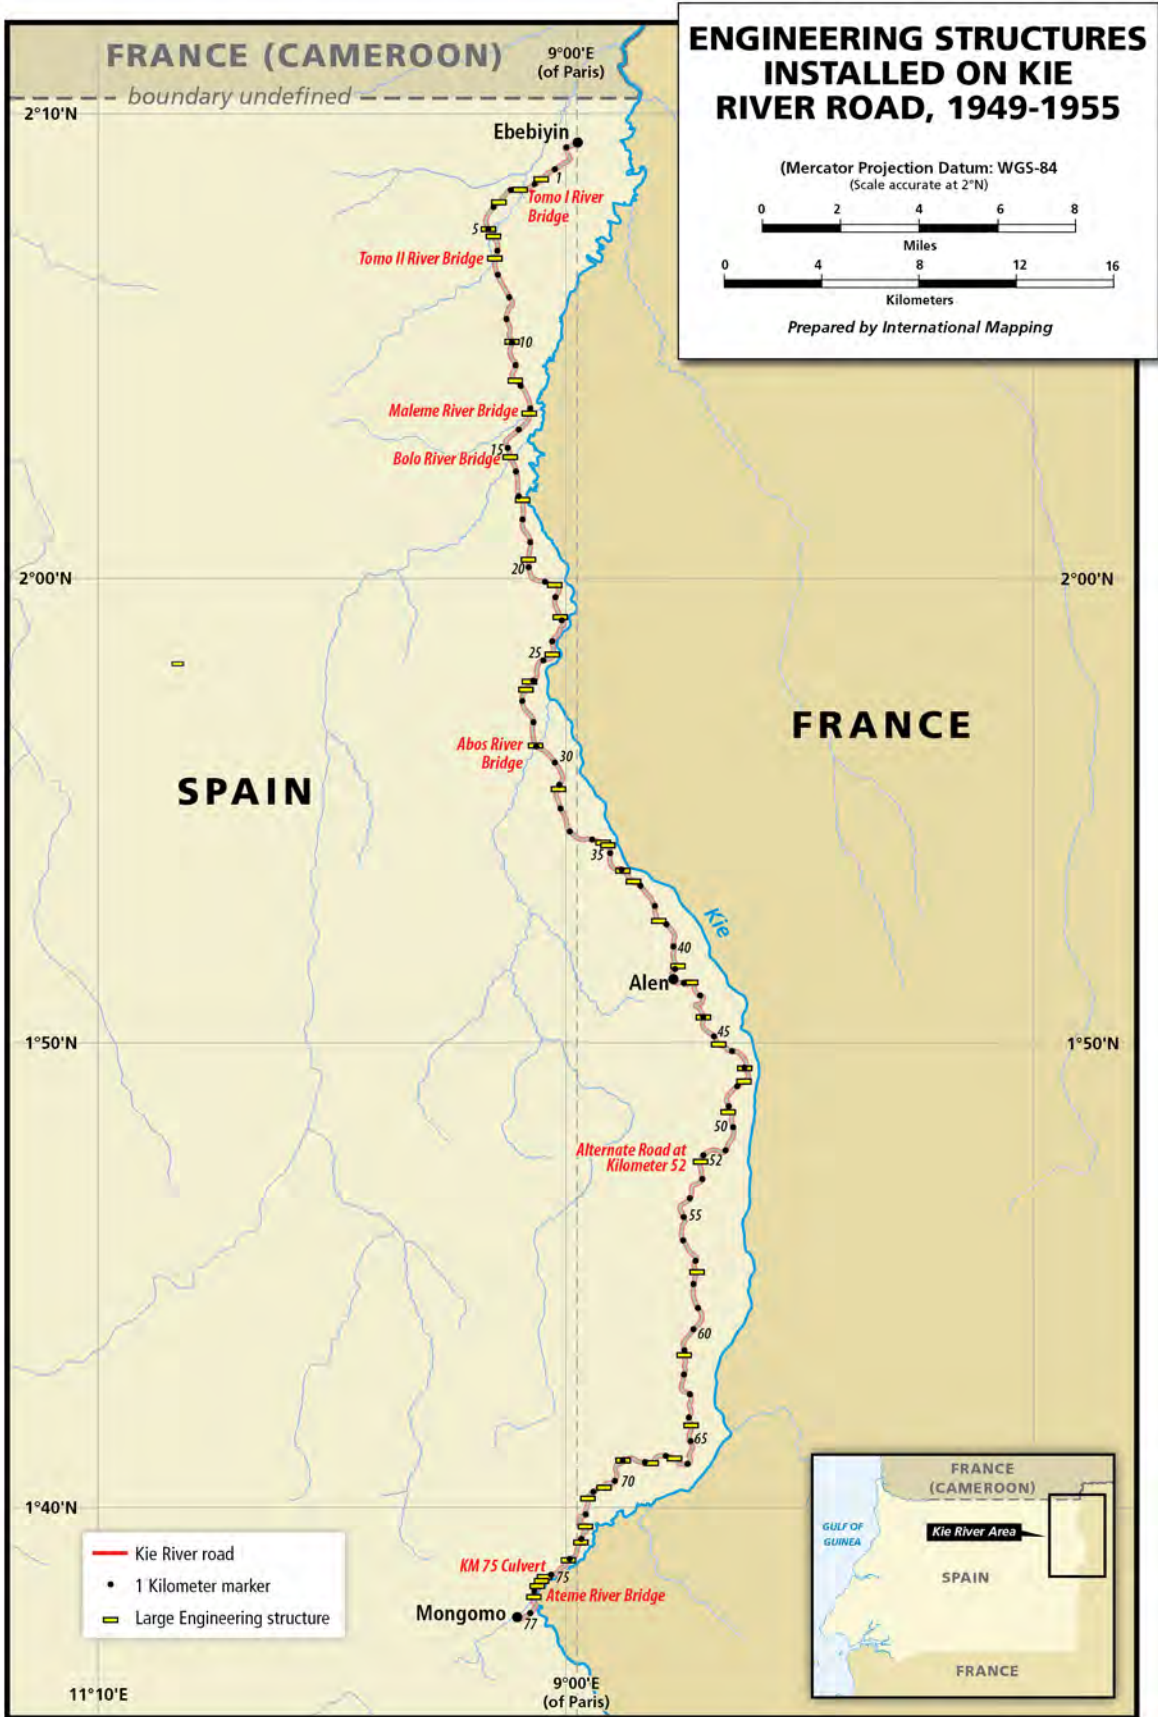 ENGINEERING STRUCTURES
INSTALLED ON KIE
RIVER ROAD, 1949-1955
(Mercator Projection Datum: WGS-84
(Scale accurate at 2°N)
0 2 4 6 8
Miles
0 4 8 12 16
Kilometers
Prepared by International Mapping
FRANCE (CAMEROON)
boundary undefined
9°00'E
(of Paris)
2°10'N
Ebebiyin
1
Tomo I River
Bridge
5
Tomo II River Bridge
10
Maleme River Bridge
15
Bolo River Bridge
20
2°00'N
2°00'N
25
FRANCE
Abos River
Bridge
30
SPAIN
35
Kie
40
Alen
45
1°50'N
1°50'N
50
Alternate Road at
Kilometer 52
52
55
60
65
70
1°40'N
KM 75 Culvert
75
Ateme River Bridge
Mongomo
77
Kie River road
1 Kilometer marker
Large Engineering structure
11°10'E
9°00'E
(of Paris)
FRANCE
(CAMEROON)
GULF OF
GUINEA
Kie River Area
SPAIN
FRANCE